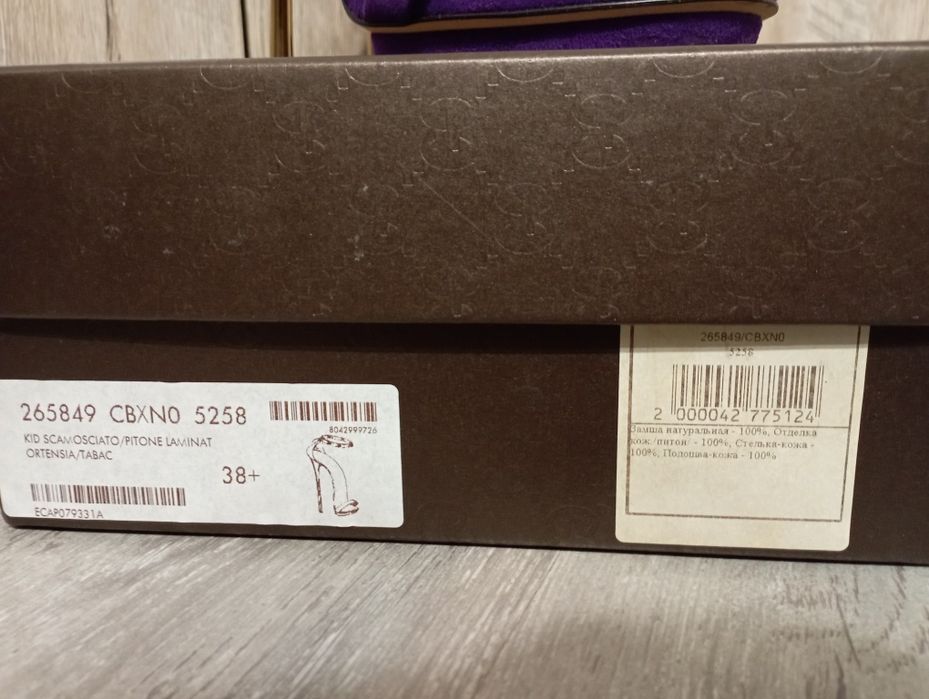 265849 CBXN0 5258
8042999726
KID SCAMOSCIATO/PITONE LAMINAT
ORTENSIA/TABAC
38+
ECAP079331A
265849/CBXN0
5258
2 000042 775124
Замша натуральная - 100%, Отделка
кож./питон/ - 100%, Стелька-кожа -
100%, Подошва-кожа - 100%